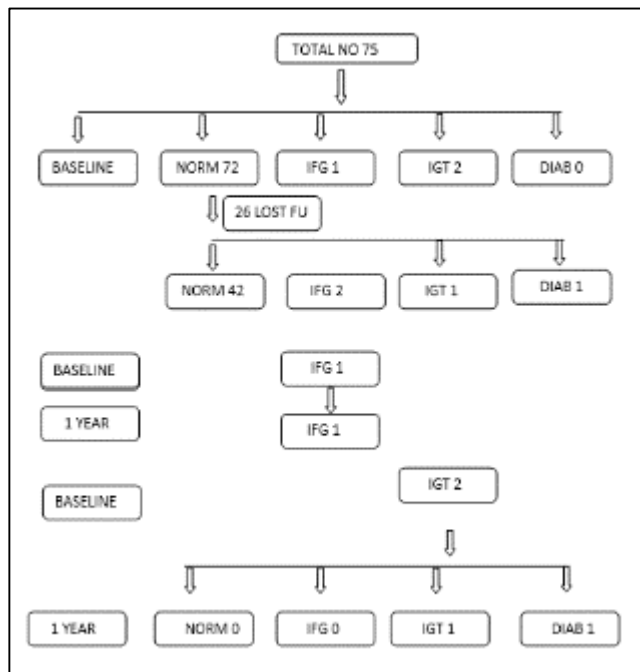 TOTAL NO 75
BASELINE NORM 72 IFG 1 IGT 2 DIAB 0
26 LOST FU
NORM 42 IFG 2 IGT 1 DIAB 1
BASELINE IFG 1
1 YEAR IFG 1
IGT 2
BASELINE
1 YEAR NORM 0 IFG 0 IGT 1 DIAB 1